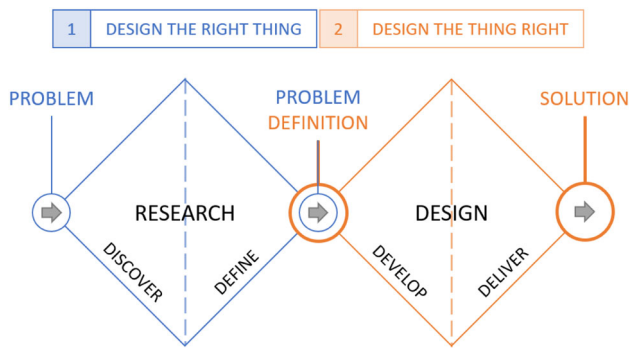 1 DESIGN THE RIGHT THING
2 DESIGN THE THING RIGHT
PROBLEM
PROBLEM
DEFINITION
SOLUTION
RESEARCH
DESIGN
DISCOVER
DEFINE
DEVELOP
DELIVER